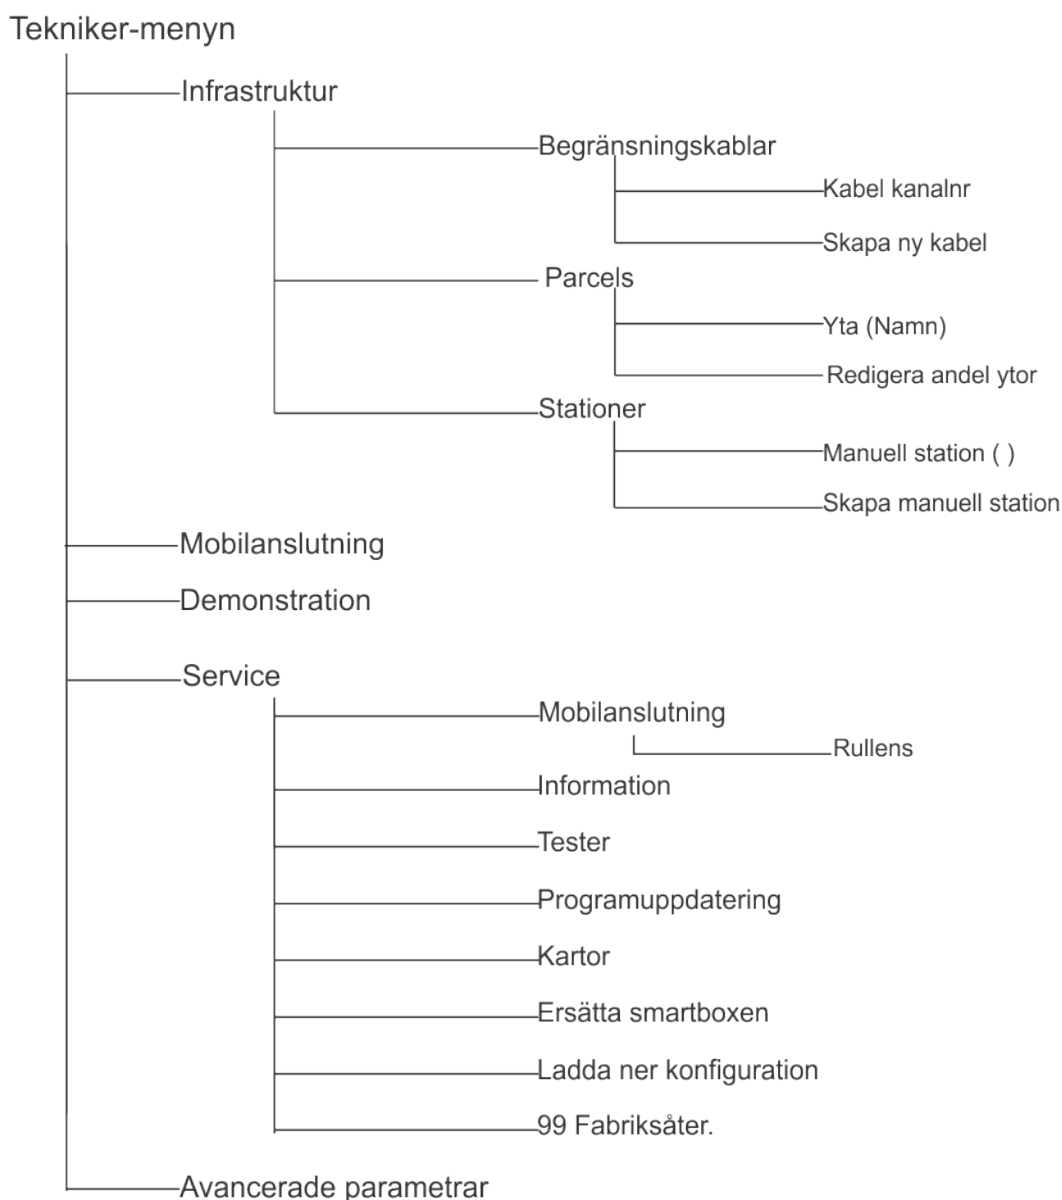 Tekniker-menyn
Infrastruktur
Begränsningskablar
Kabel kanalnr
Skapa ny kabel
Parcels
Yta (Namn)
Redigera andel ytor
Stationer
Manuell station ( )
Skapa manuell station
Mobilanslutning
Demonstration
Service
Mobilanslutning
Rullens
Information
Tester
Programuppdatering
Kartor
Ersätta smartboxen
Ladda ner konfiguration
99 Fabriksåter.
Avancerade parametrar